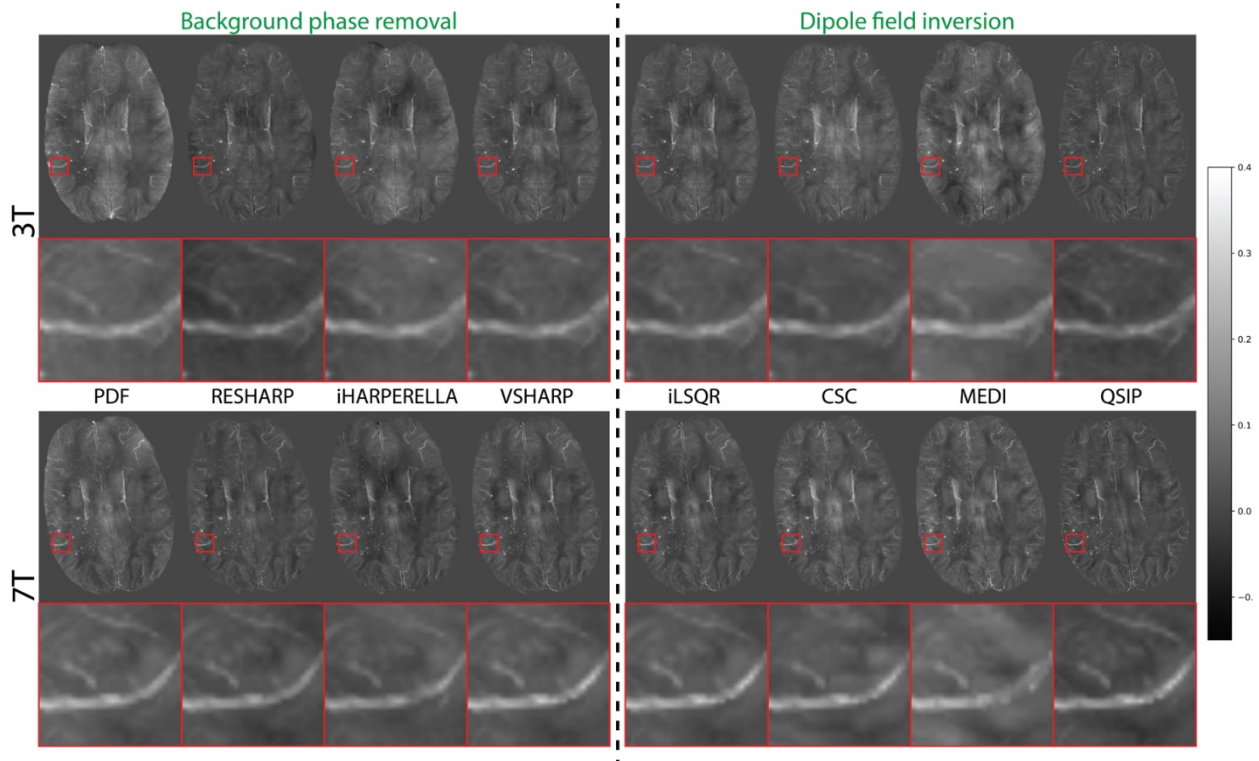 Background phase removal
Dipole field inversion
3T
PDF
RESHARP
iHARPERELLA
VSHARP
iLSQR
CSC
MEDI
QSIP
7T
0.4
0.3
0.2
0.1
0.0
−0.